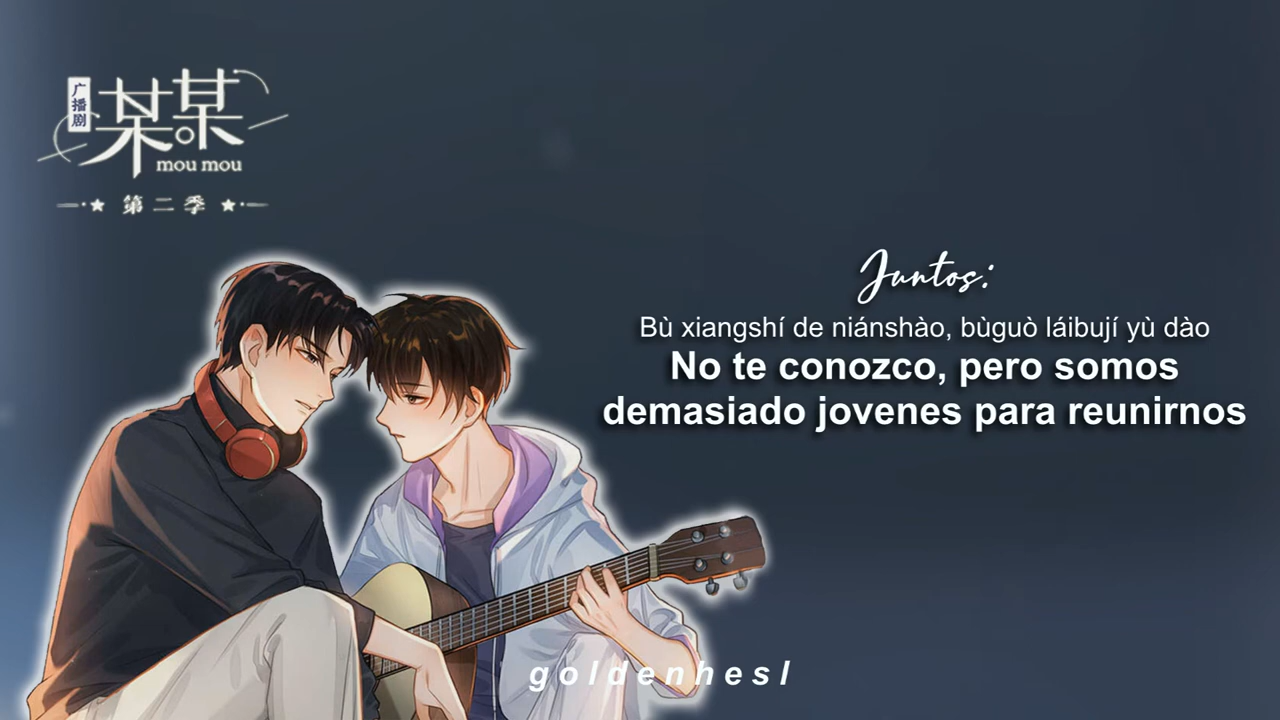 广播剧
某某
mou mou
第二季
Juntos:
Bù xiangshí de niánshào, bùguò láibují yù dào
No te conozco, pero somos
demasiado jovenes para reunirnos
goldenhesl